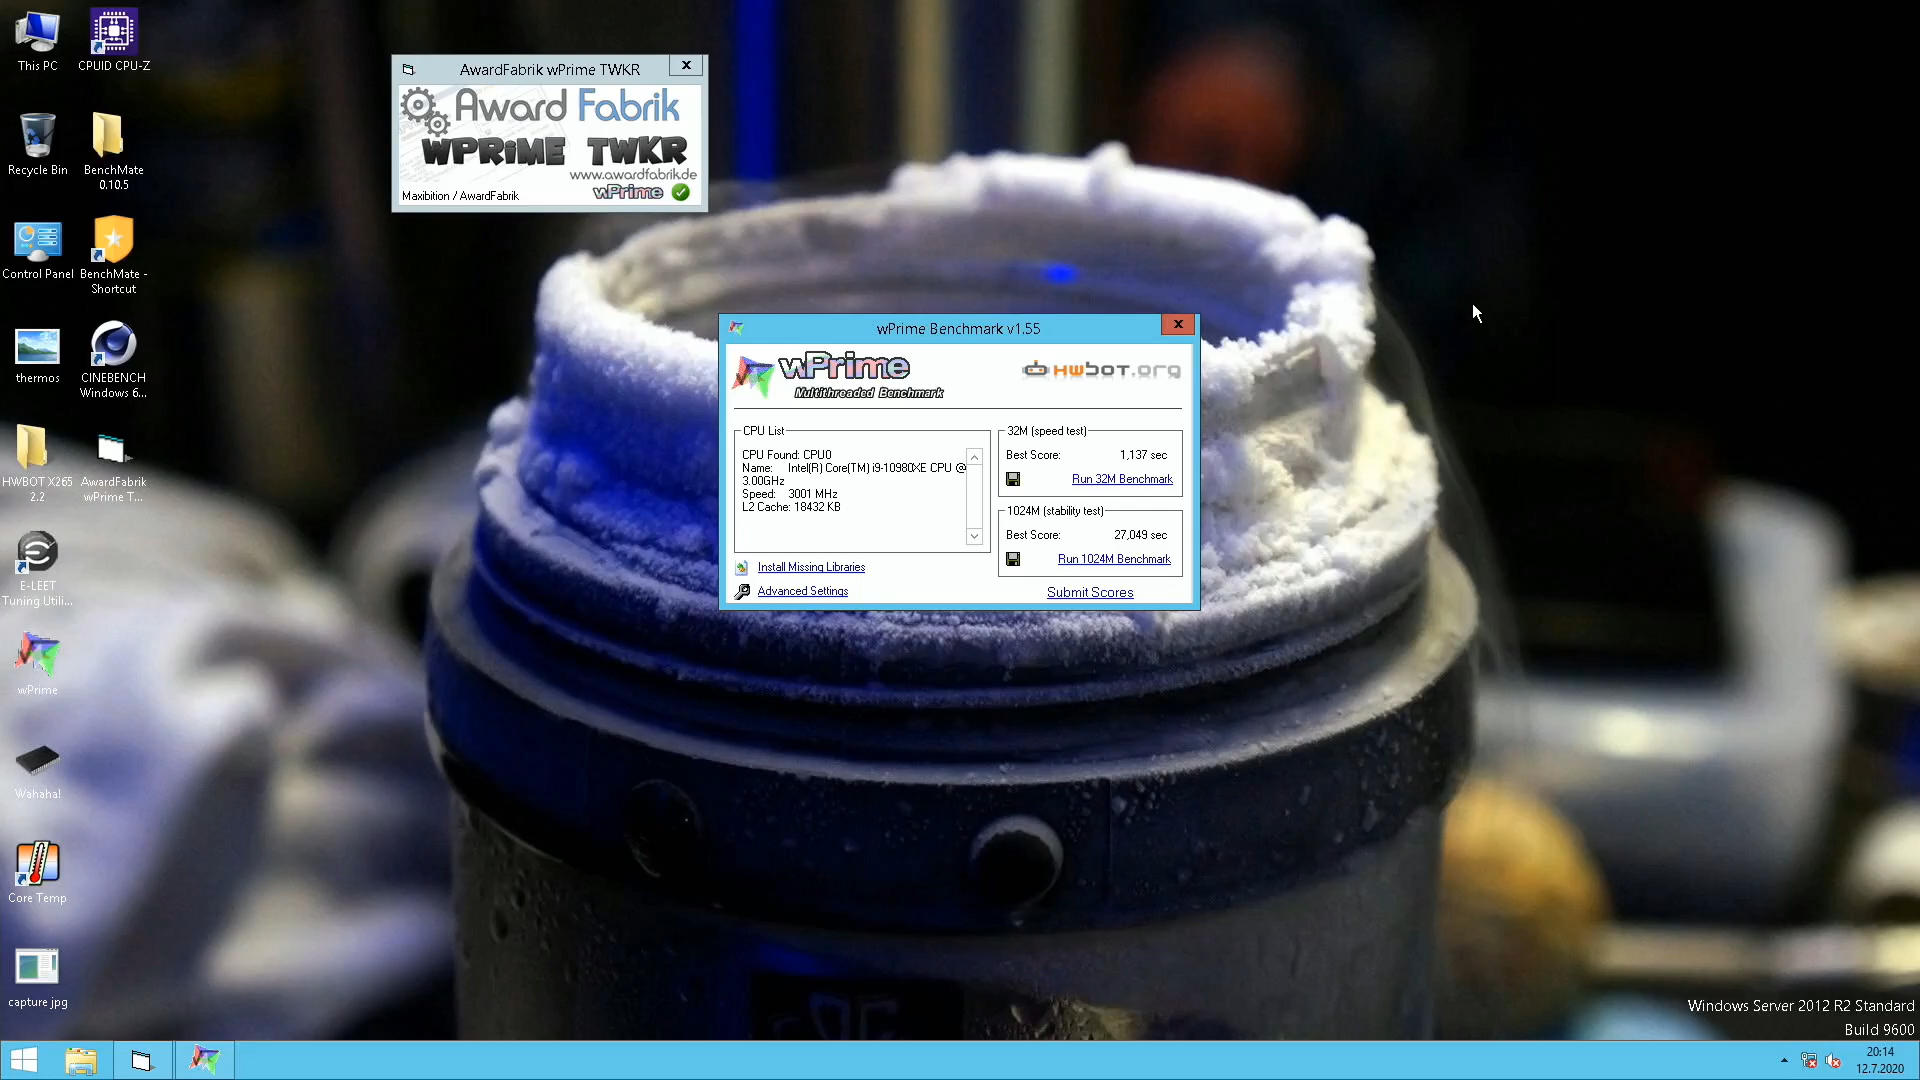 This PC
CPUID CPU-Z
Recycle Bin
BenchMate
0.10.5
Control Panel
BenchMate -
Shortcut
thermos
CINEBENCH
Windows 6...
HWBOT X265
2.2
AwardFabrik
wPrime T...
E-LEET
Tuning Utili...
wPrime
Wahaha!
Core Temp
capture.jpg
AwardFabrik wPrime TWKR
Award Fabrik
WPRiME TWKR
www.awardfabrik.de
Maxibition / AwardFabrik
wPrime
wPrime Benchmark v1.55
wPrime
Multithreaded Benchmark
HWBOT.org
CPU List
CPU Found: CPU0
Name: Intel(R) Core(TM) i9-10980XE CPU @
3.00GHz
Speed: 3001 MHz
L2 Cache: 18432 KB
Install Missing Libraries
Advanced Settings
32M (speed test)
Best Score: 1,137 sec
Run 32M Benchmark
1024M (stability test)
Best Score: 27,049 sec
Run 1024M Benchmark
Submit Scores
Windows Server 2012 R2 Standard
Build 9600
20:14
12.7.2020